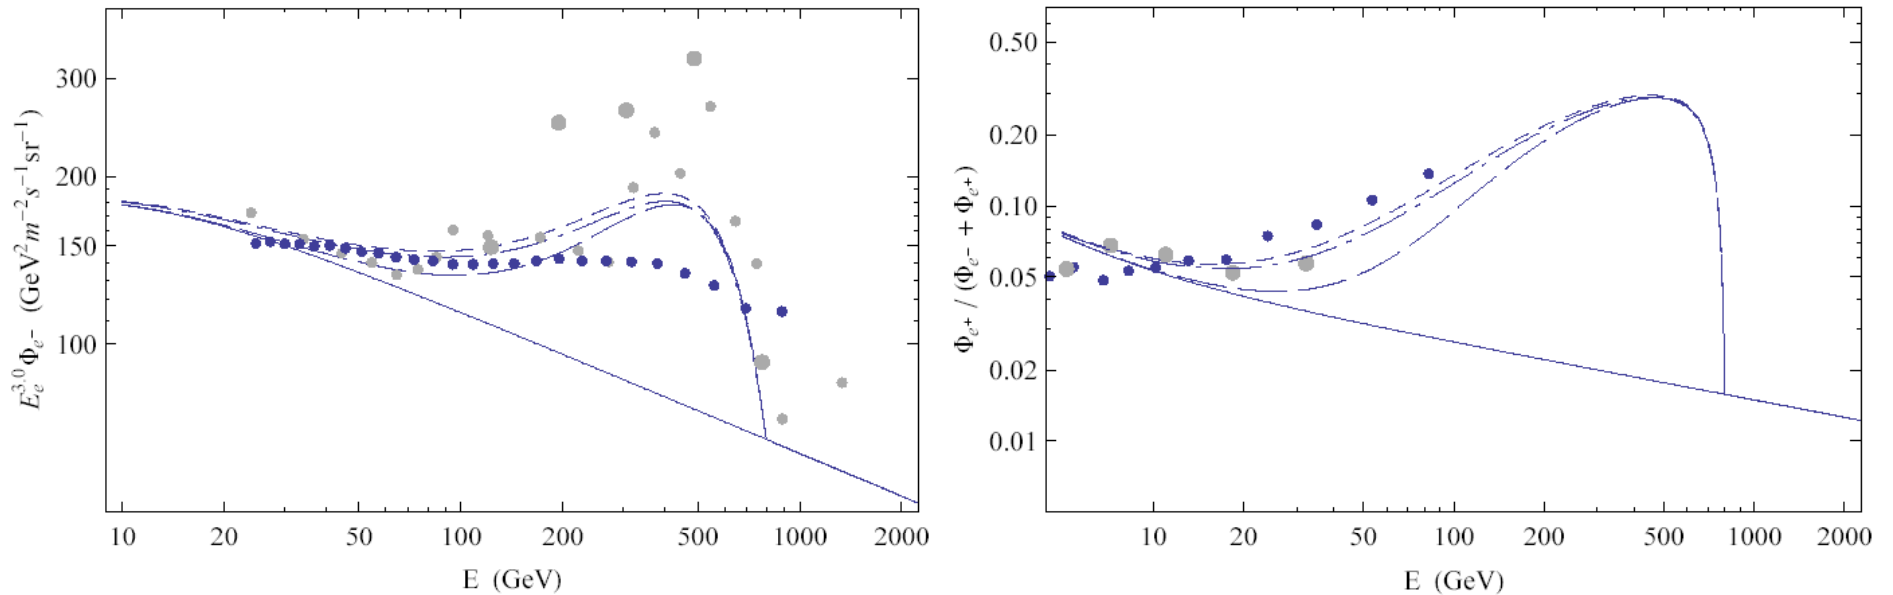 300
200
150
100
10 20 50 100 200 500 1000 2000
E (GeV)
E_e^{3.0} Φ_{e^-} (GeV^2 m^{-2} s^{-1} sr^{-1})
0.50
0.20
0.10
0.05
0.02
0.01
10 20 50 100 200 500 1000 2000
E (GeV)
Φ_{e^+} / (Φ_{e^-} + Φ_{e^+})